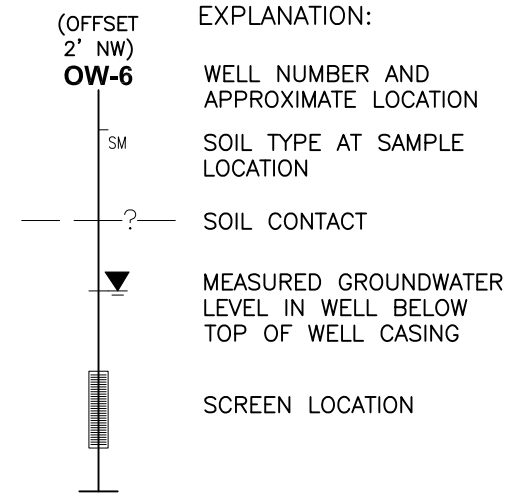 (OFFSET
2' NW)
OW-6
EXPLANATION:
WELL NUMBER AND
APPROXIMATE LOCATION
SM
SOIL TYPE AT SAMPLE
LOCATION
?
SOIL CONTACT
MEASURED GROUNDWATER
LEVEL IN WELL BELOW
TOP OF WELL CASING
SCREEN LOCATION